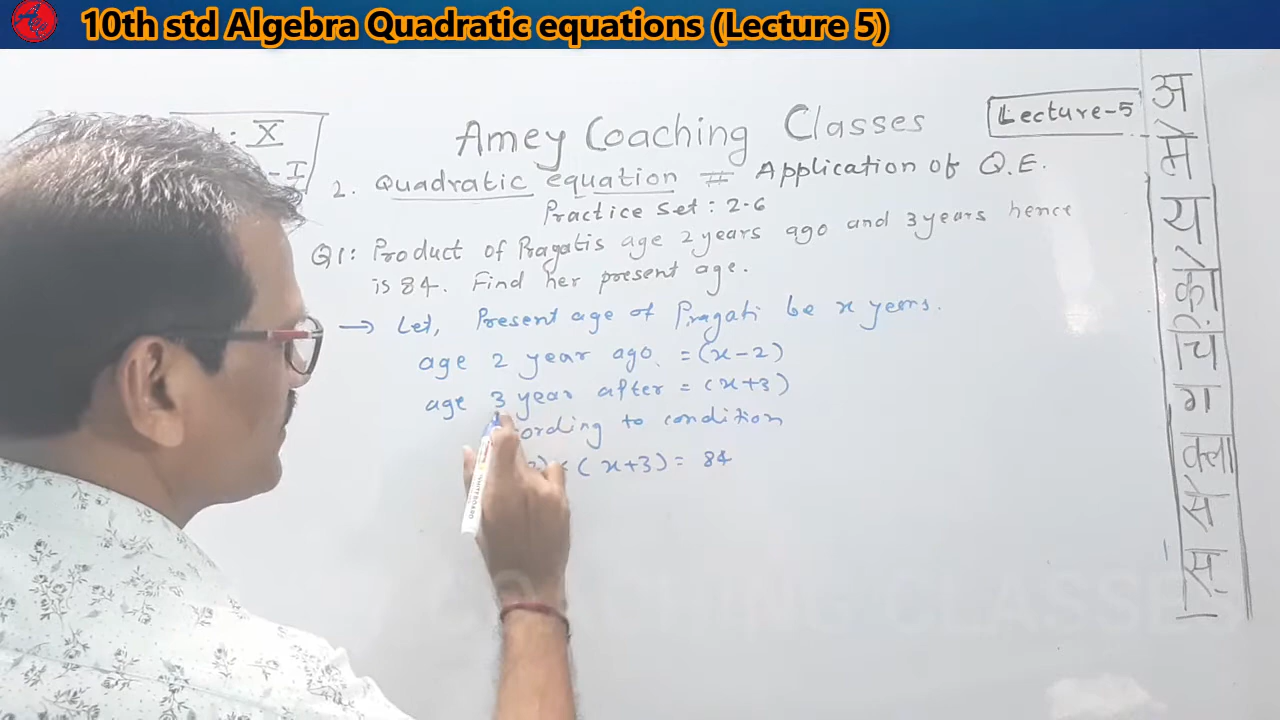 10th std Algebra Quadratic equations (Lecture 5)
X
- I
Amey Coaching Classes
Lecture-5
2. Quadratic equation = Application of Q.E.
Practice Set : 2.6
Q1: Product of Pragatis age 2 years ago and 3 years hence
is 84. Find her present age.
→ Let, Present age of Pragati be x years.
age 2 year ago. = (x-2)
age 3 year after = (x+3)
to condition
(x+3) = 84
अमेय कोचिंग क्लासेस
COACHING CLASSES